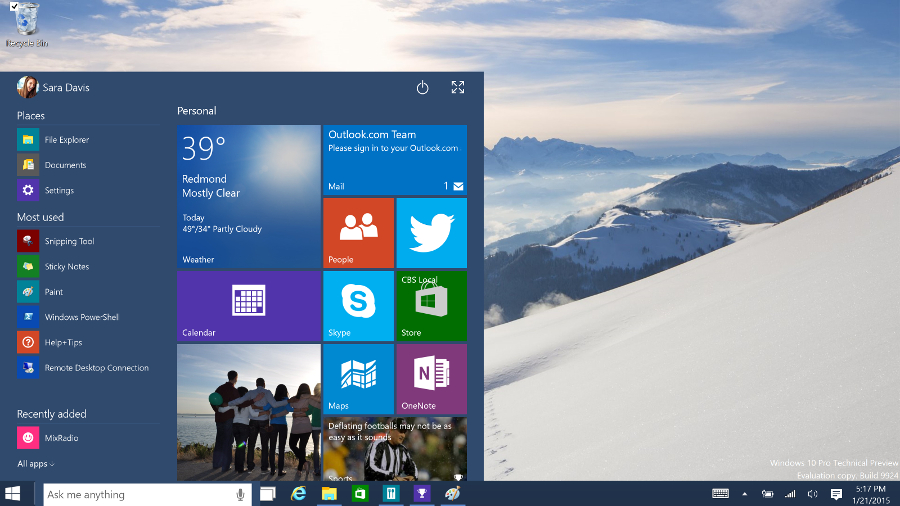 Recycle Bin
Sara Davis
Places
File Explorer
Documents
Settings
Most used
Snipping Tool
Sticky Notes
Paint
Windows PowerShell
Help+Tips
Remote Desktop Connection
Recently added
MixRadio
All apps
Personal
39°
Redmond
Mostly Clear
Today
49°/34° Partly Cloudy
Weather
Outlook.com Team
Please sign in to your Outlook.com
Mail
1
People
Calendar
Skype
CBS Local
Store
Maps
N
OneNote
Deflating footballs may not be as
easy as it sounds
Sports
Windows 10 Pro Technical Preview
Evaluation copy. Build 9924
Ask me anything
5:17 PM
1/21/2015